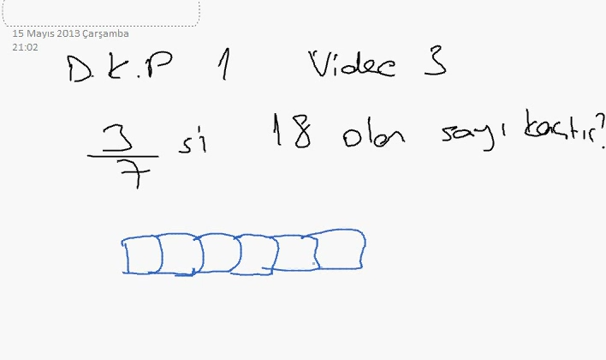 15 Mayıs 2013 Çarşamba
21:02
D.K.P 1 Video 3
3/7 si 18 olan sayı kaçtır?